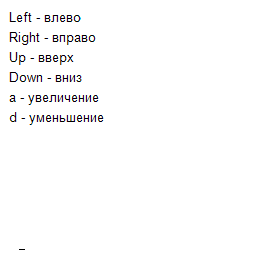 Left - влево
Right - вправо
Up - вверх
Down - вниз
a - увеличение
d - уменьшение